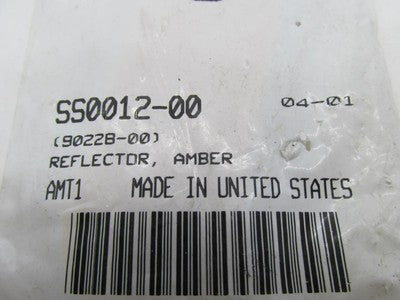 SS0012-00 04-01
(90228-00)
REFLECTOR, AMBER
AMT1 MADE IN UNITED STATES